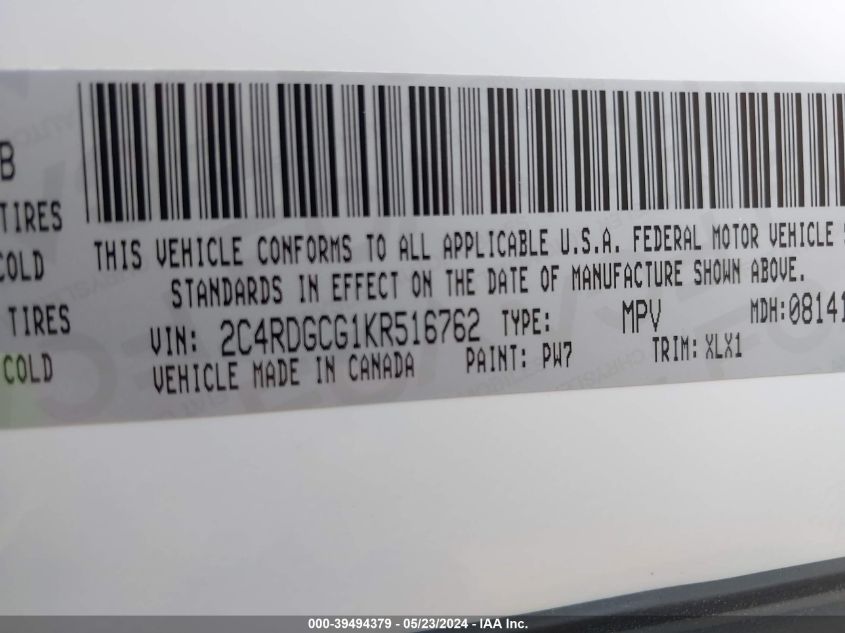 B
TIRES
COLD
TIRES
COLD
THIS VEHICLE CONFORMS TO ALL APPLICABLE U.S.A. FEDERAL MOTOR VEHICLE S
STANDARDS IN EFFECT ON THE DATE OF MANUFACTURE SHOWN ABOVE.
VIN: 2C4RDGCG1KR516762 TYPE: MPV MDH:08141
VEHICLE MADE IN CANADA PAINT: PW7 TRIM: XLX1
000-39494379 - 05/23/2024 - IAA Inc.